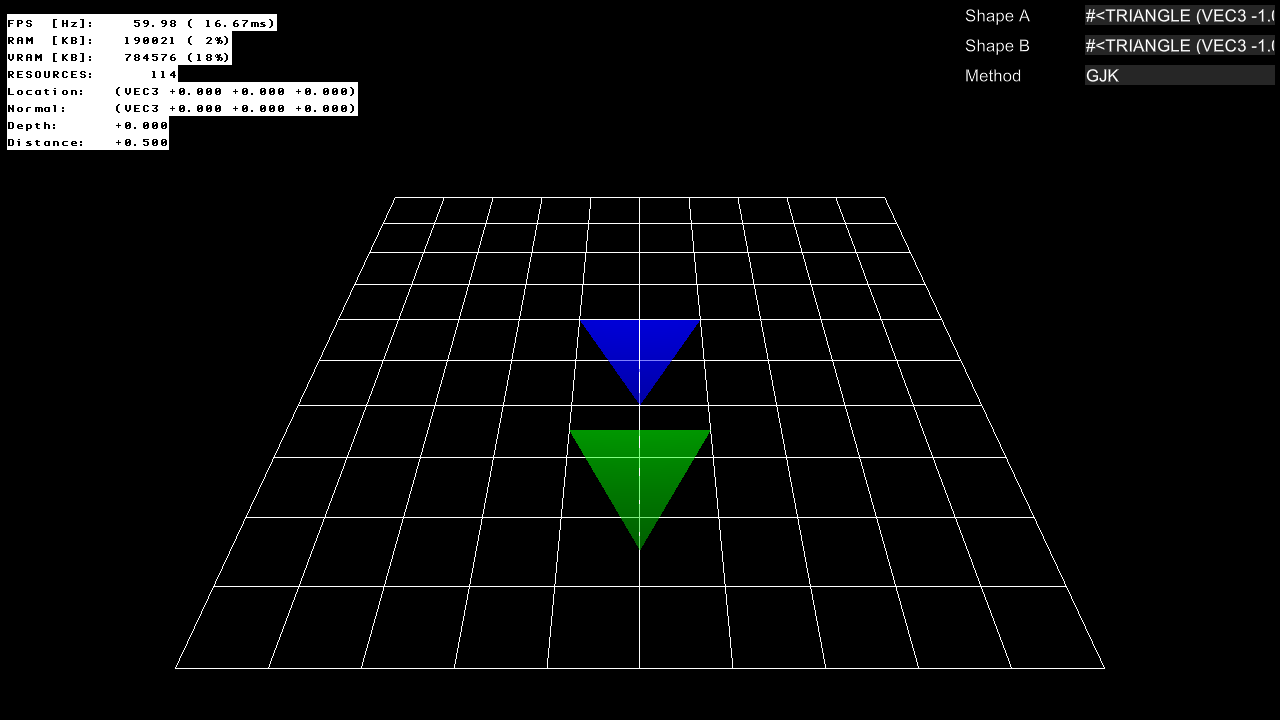 FPS [Hz]: 59.98 ( 16.67ms)
RAM [KB]: 190021 ( 2%)
VRAM [KB]: 784576 (18%)
RESOURCES: 114
Location: (VEC3 +0.000 +0.000 +0.000)
Normal: (VEC3 +0.000 +0.000 +0.000)
Depth: +0.000
Distance: +0.500
Shape A #<TRIANGLE (VEC3 -1.0
Shape B #<TRIANGLE (VEC3 -1.0
Method GJK